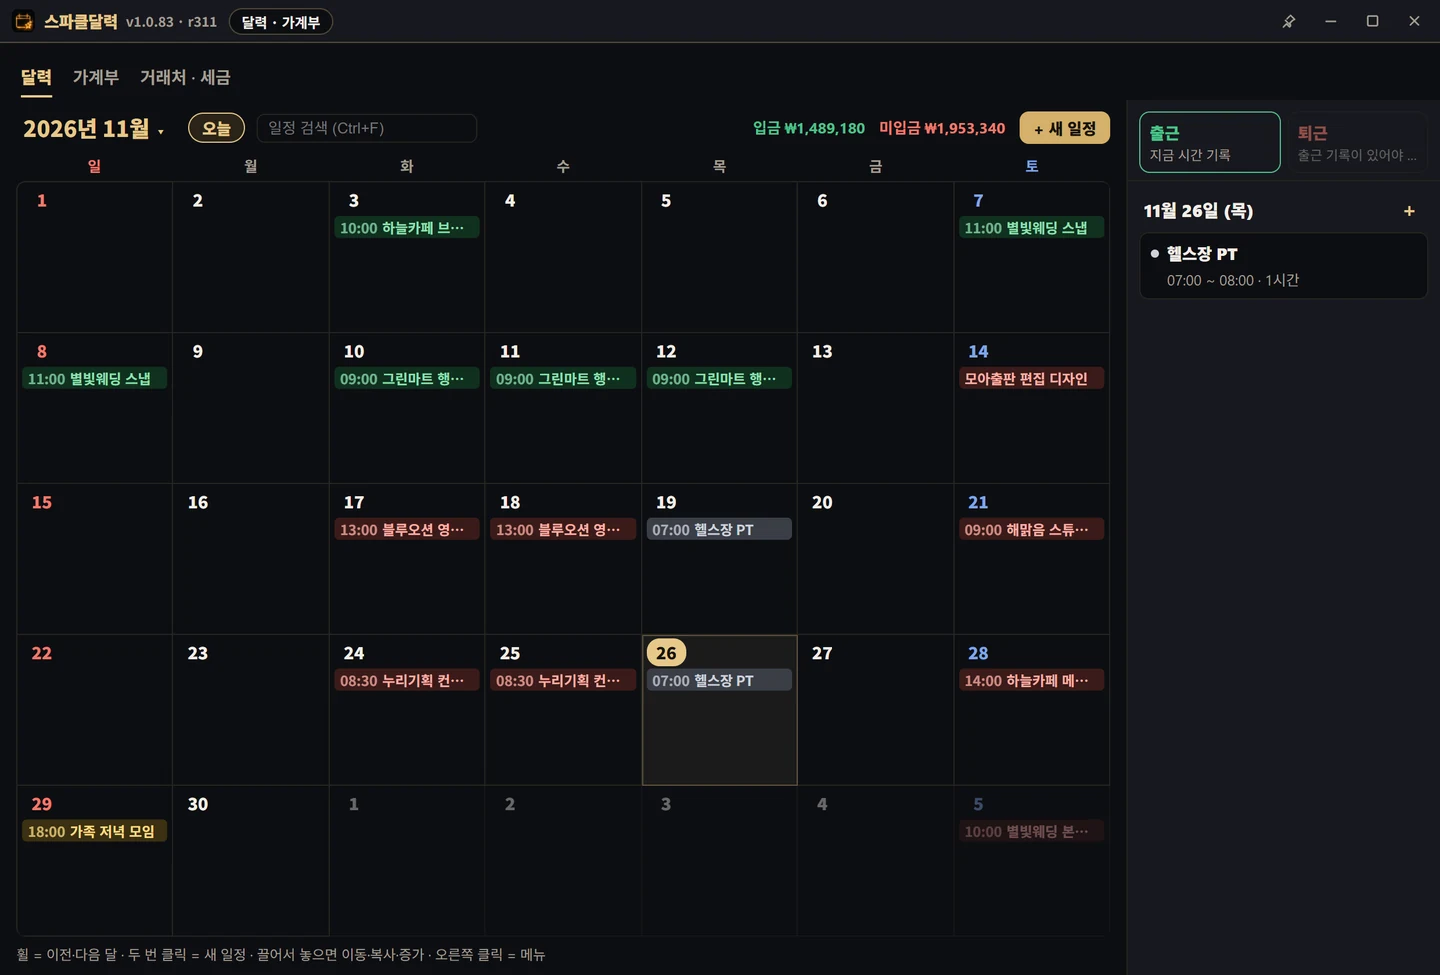 스파클달력 v1.0.83 · r311 달력 · 가계부
달력 가계부 거래처 · 세금
2026년 11월 오늘 일정 검색 (Ctrl+F) 입금 ₩1,489,180 미입금 ₩1,953,340 + 새 일정
일 월 화 수 목 금 토
1 2 3 4 5 6 7
10:00 하늘카페 브··· 11:00 별빛웨딩 스냅
8 9 10 11 12 13 14
11:00 별빛웨딩 스냅 09:00 그린마트 행··· 09:00 그린마트 행··· 09:00 그린마트 행··· 모아출판 편집 디자인
15 16 17 18 19 20 21
13:00 블루오션 영··· 13:00 블루오션 영··· 07:00 헬스장 PT 09:00 해맑음 스튜···
22 23 24 25 26 27 28
08:30 누리기획 컨··· 08:30 누리기획 컨··· 07:00 헬스장 PT 14:00 하늘카페 메···
29 30 1 2 3 4 5
18:00 가족 저녁 모임 10:00 별빛웨딩 본···
휠 = 이전·다음 달 · 두 번 클릭 = 새 일정 · 끌어서 놓으면 이동·복사·증가 · 오른쪽 클릭 = 메뉴
출근 퇴근
지금 시간 기록 출근 기록이 있어야 ...
11월 26일 (목) +
헬스장 PT
07:00 ~ 08:00 · 1시간